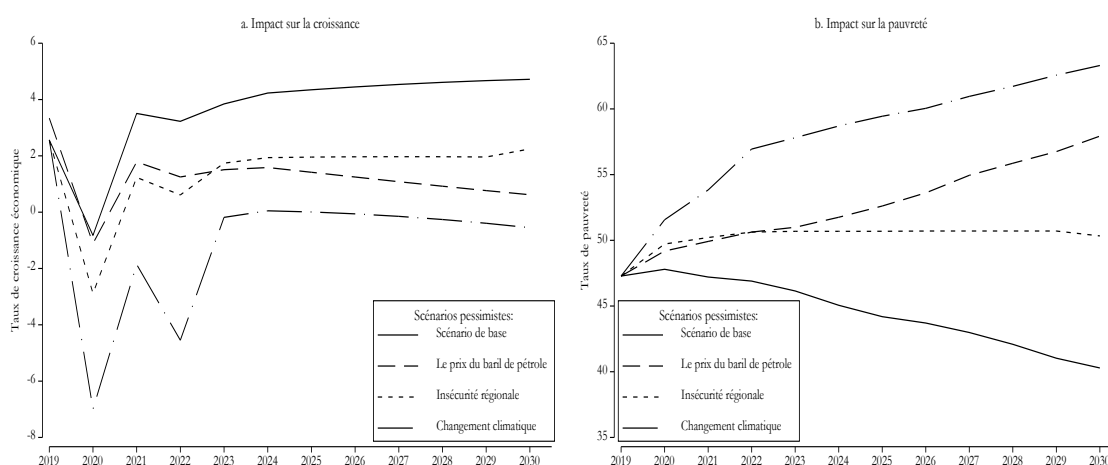 a. Impact sur la croissance
Taux de croissance économique
6
4
2
0
-2
-4
-6
-8
2019 2020 2021 2022 2023 2024 2025 2026 2027 2028 2029 2030
Scénarios pessimistes:
Scénario de base
Le prix du baril de pétrole
Insécurité régionale
Changement climatique
b. Impact sur la pauvreté
Taux de pauvreté
65
60
55
50
45
40
35
2019 2020 2021 2022 2023 2024 2025 2026 2027 2028 2029 2030
Scénarios pessimistes:
Scénario de base
Le prix du baril de pétrole
Insécurité régionale
Changement climatique